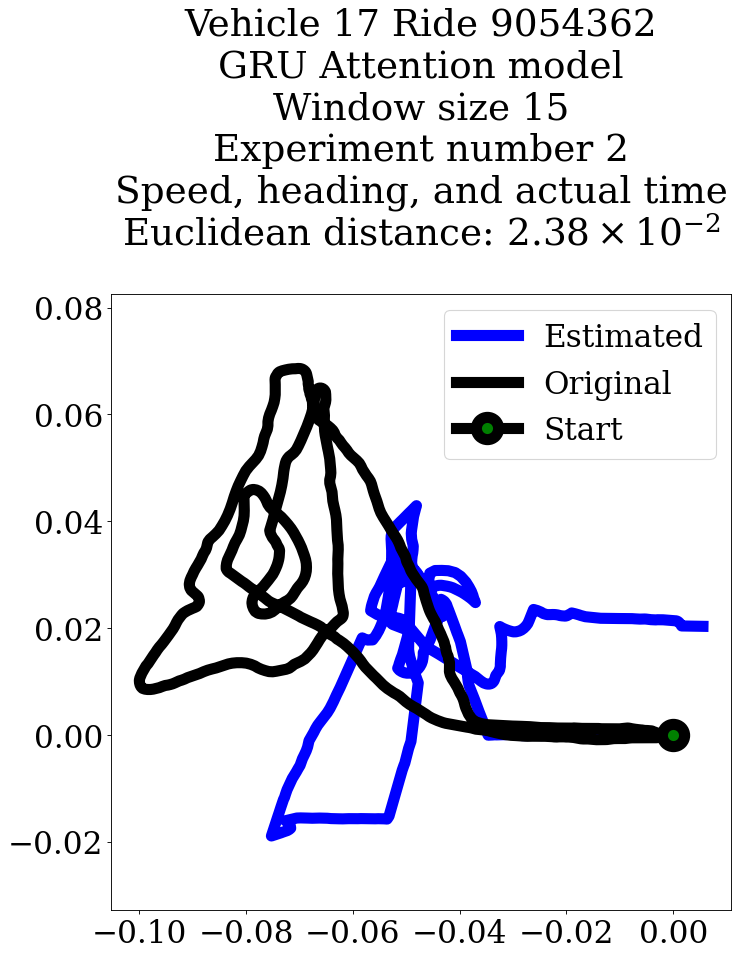 Vehicle 17 Ride 9054362
GRU Attention model
Window size 15
Experiment number 2
Speed, heading, and actual time
Euclidean distance: 2.38 × 10⁻²
Estimated
Original
Start
0.08
0.06
0.04
0.02
0.00
−0.02
−0.10 −0.08 −0.06 −0.04 −0.02 0.00